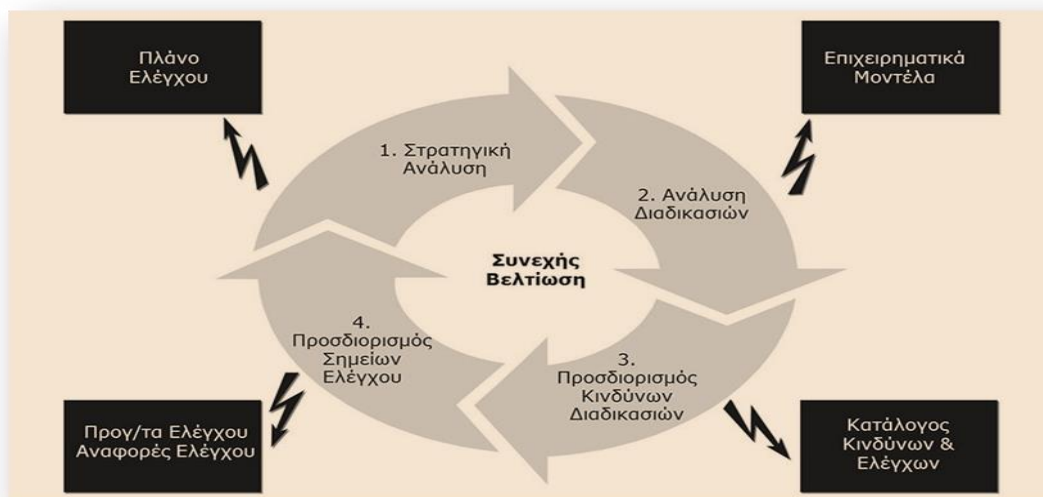 Πλάνο
Ελέγχου
Επιχειρηματικά
Μοντέλα
1. Στρατηγική
Ανάλυση
2. Ανάλυση
Διαδικασιών
Συνεχής
Βελτίωση
4.
Προσδιορισμός
Σημείων
Ελέγχου
3.
Προσδιορισμός
Κινδύνων
Διαδικασιών
Προγ/τα Ελέγχου
Αναφορές Ελέγχου
Κατάλογος
Κινδύνων &
Ελέγχων